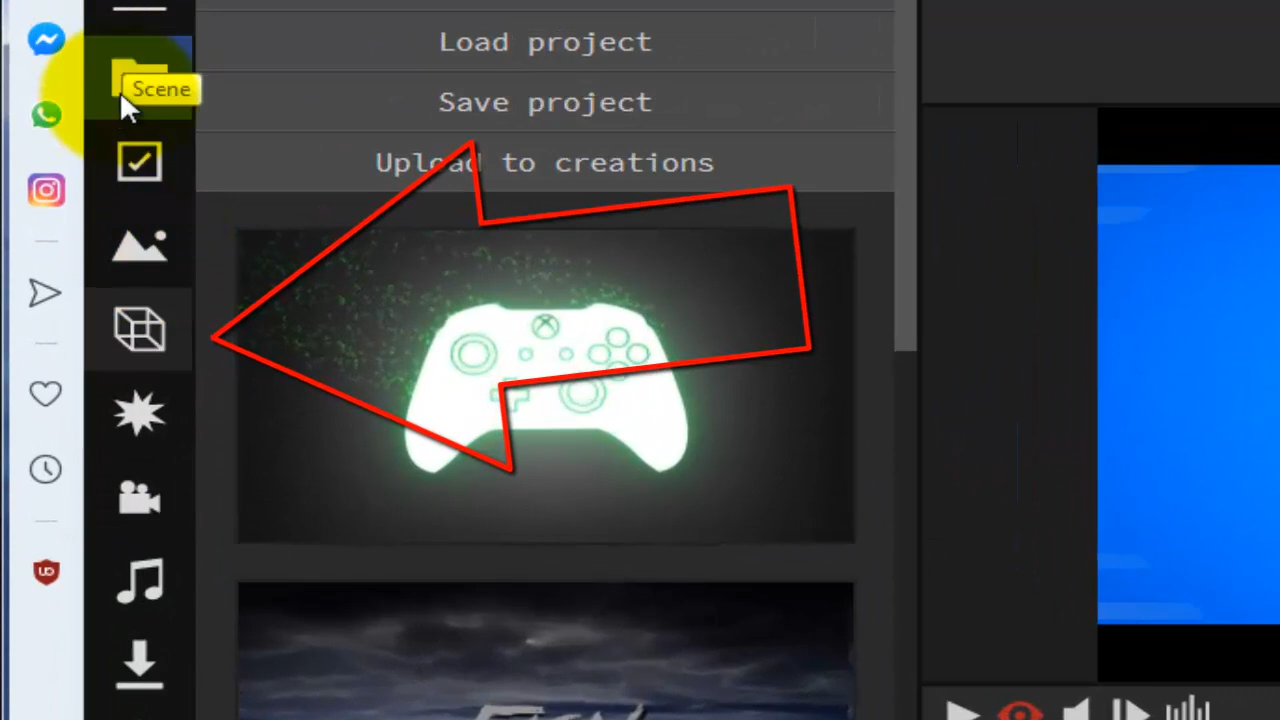 Load project
Scene
Save project
Upload to creations